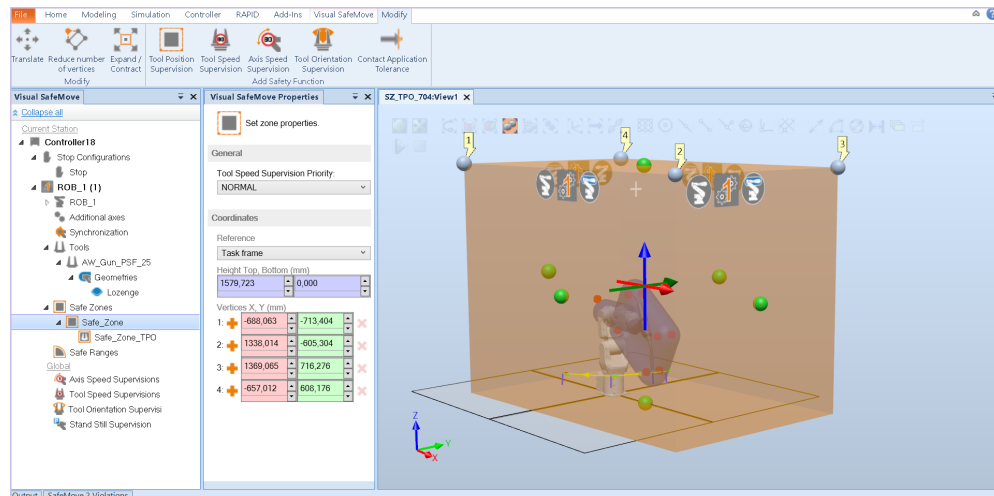 File Home Modeling Simulation Controller RAPID Add-Ins Visual SafeMove Modify
Translate Reduce number of vertices Expand / Contract Tool Position Supervision Tool Speed Supervision Axis Speed Supervision Tool Orientation Supervision Contact Application Tolerance
Modify Add Safety Function
Visual SafeMove
Collapse all
Current Station
Controller18
Stop Configurations
Stop
ROB_1 (1)
ROB_1
Additional axes
Synchronization
Tools
AW_Gun_PSF_25
Geometries
Lozenge
Safe Zones
Safe_Zone
Safe_Zone_TPO
Safe Ranges
Global
Axis Speed Supervisions
Tool Speed Supervisions
Tool Orientation Supervisi
Stand Still Supervision
Visual SafeMove Properties
Set zone properties.
General
Tool Speed Supervision Priority:
NORMAL
Coordinates
Reference
Task frame
Height Top, Bottom (mm)
1579,723 0,000
Vertices X, Y (mm)
1: -688,063 -713,404
2: 1338,014 -605,304
3: 1369,065 716,276
4: -657,012 608,176
SZ_TPO_704:View1
1
4
2
3
Z
Y
X
Output SafeMove 2 Violations